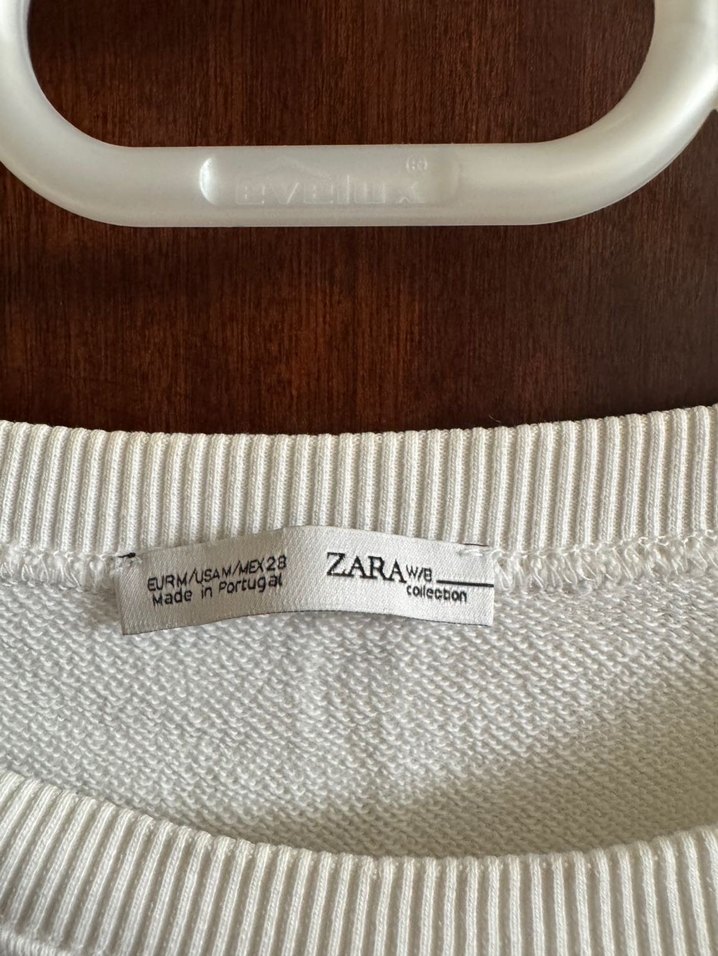 evelux®
EUR M/USA M/MEX 28
Made in Portugal
ZARA W/B
collection